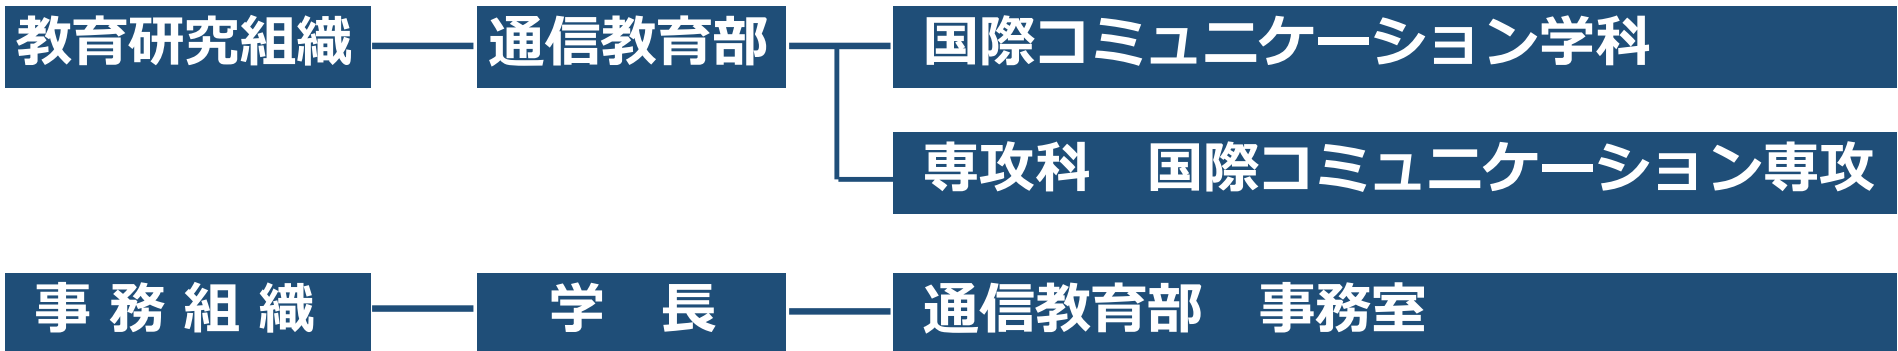 教育研究組織
通信教育部
国際コミュニケーション学科
専攻科　国際コミュニケーション専攻
事 務 組 織
学　長
通信教育部　事務室